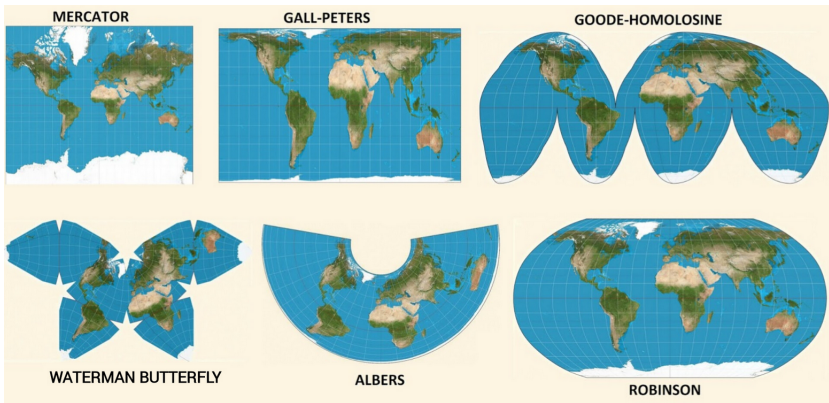 MERCATOR
GALL-PETERS
GOODE-HOMOLOSINE
WATERMAN BUTTERFLY
ALBERS
ROBINSON